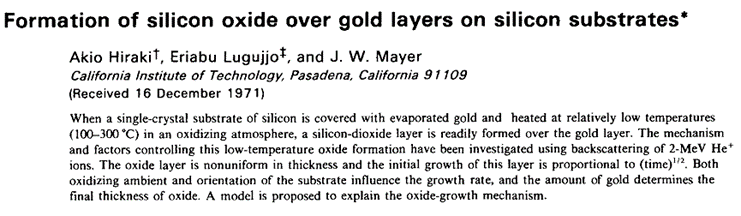 Formation of silicon oxide over gold layers on silicon substrates*
Akio Hiraki†, Eriabu Lugujjo‡, and J. W. Mayer
California Institute of Technology, Pasadena, California 91109
(Received 16 December 1971)
When a single-crystal substrate of silicon is covered with evaporated gold and heated at relatively low temperatures
(100–300 °C) in an oxidizing atmosphere, a silicon-dioxide layer is readily formed over the gold layer. The mechanism
and factors controlling this low-temperature oxide formation have been investigated using backscattering of 2-MeV He⁺
ions. The oxide layer is nonuniform in thickness and the initial growth of this layer is proportional to (time)¹/². Both
oxidizing ambient and orientation of the substrate influence the growth rate, and the amount of gold determines the
final thickness of oxide. A model is proposed to explain the oxide-growth mechanism.